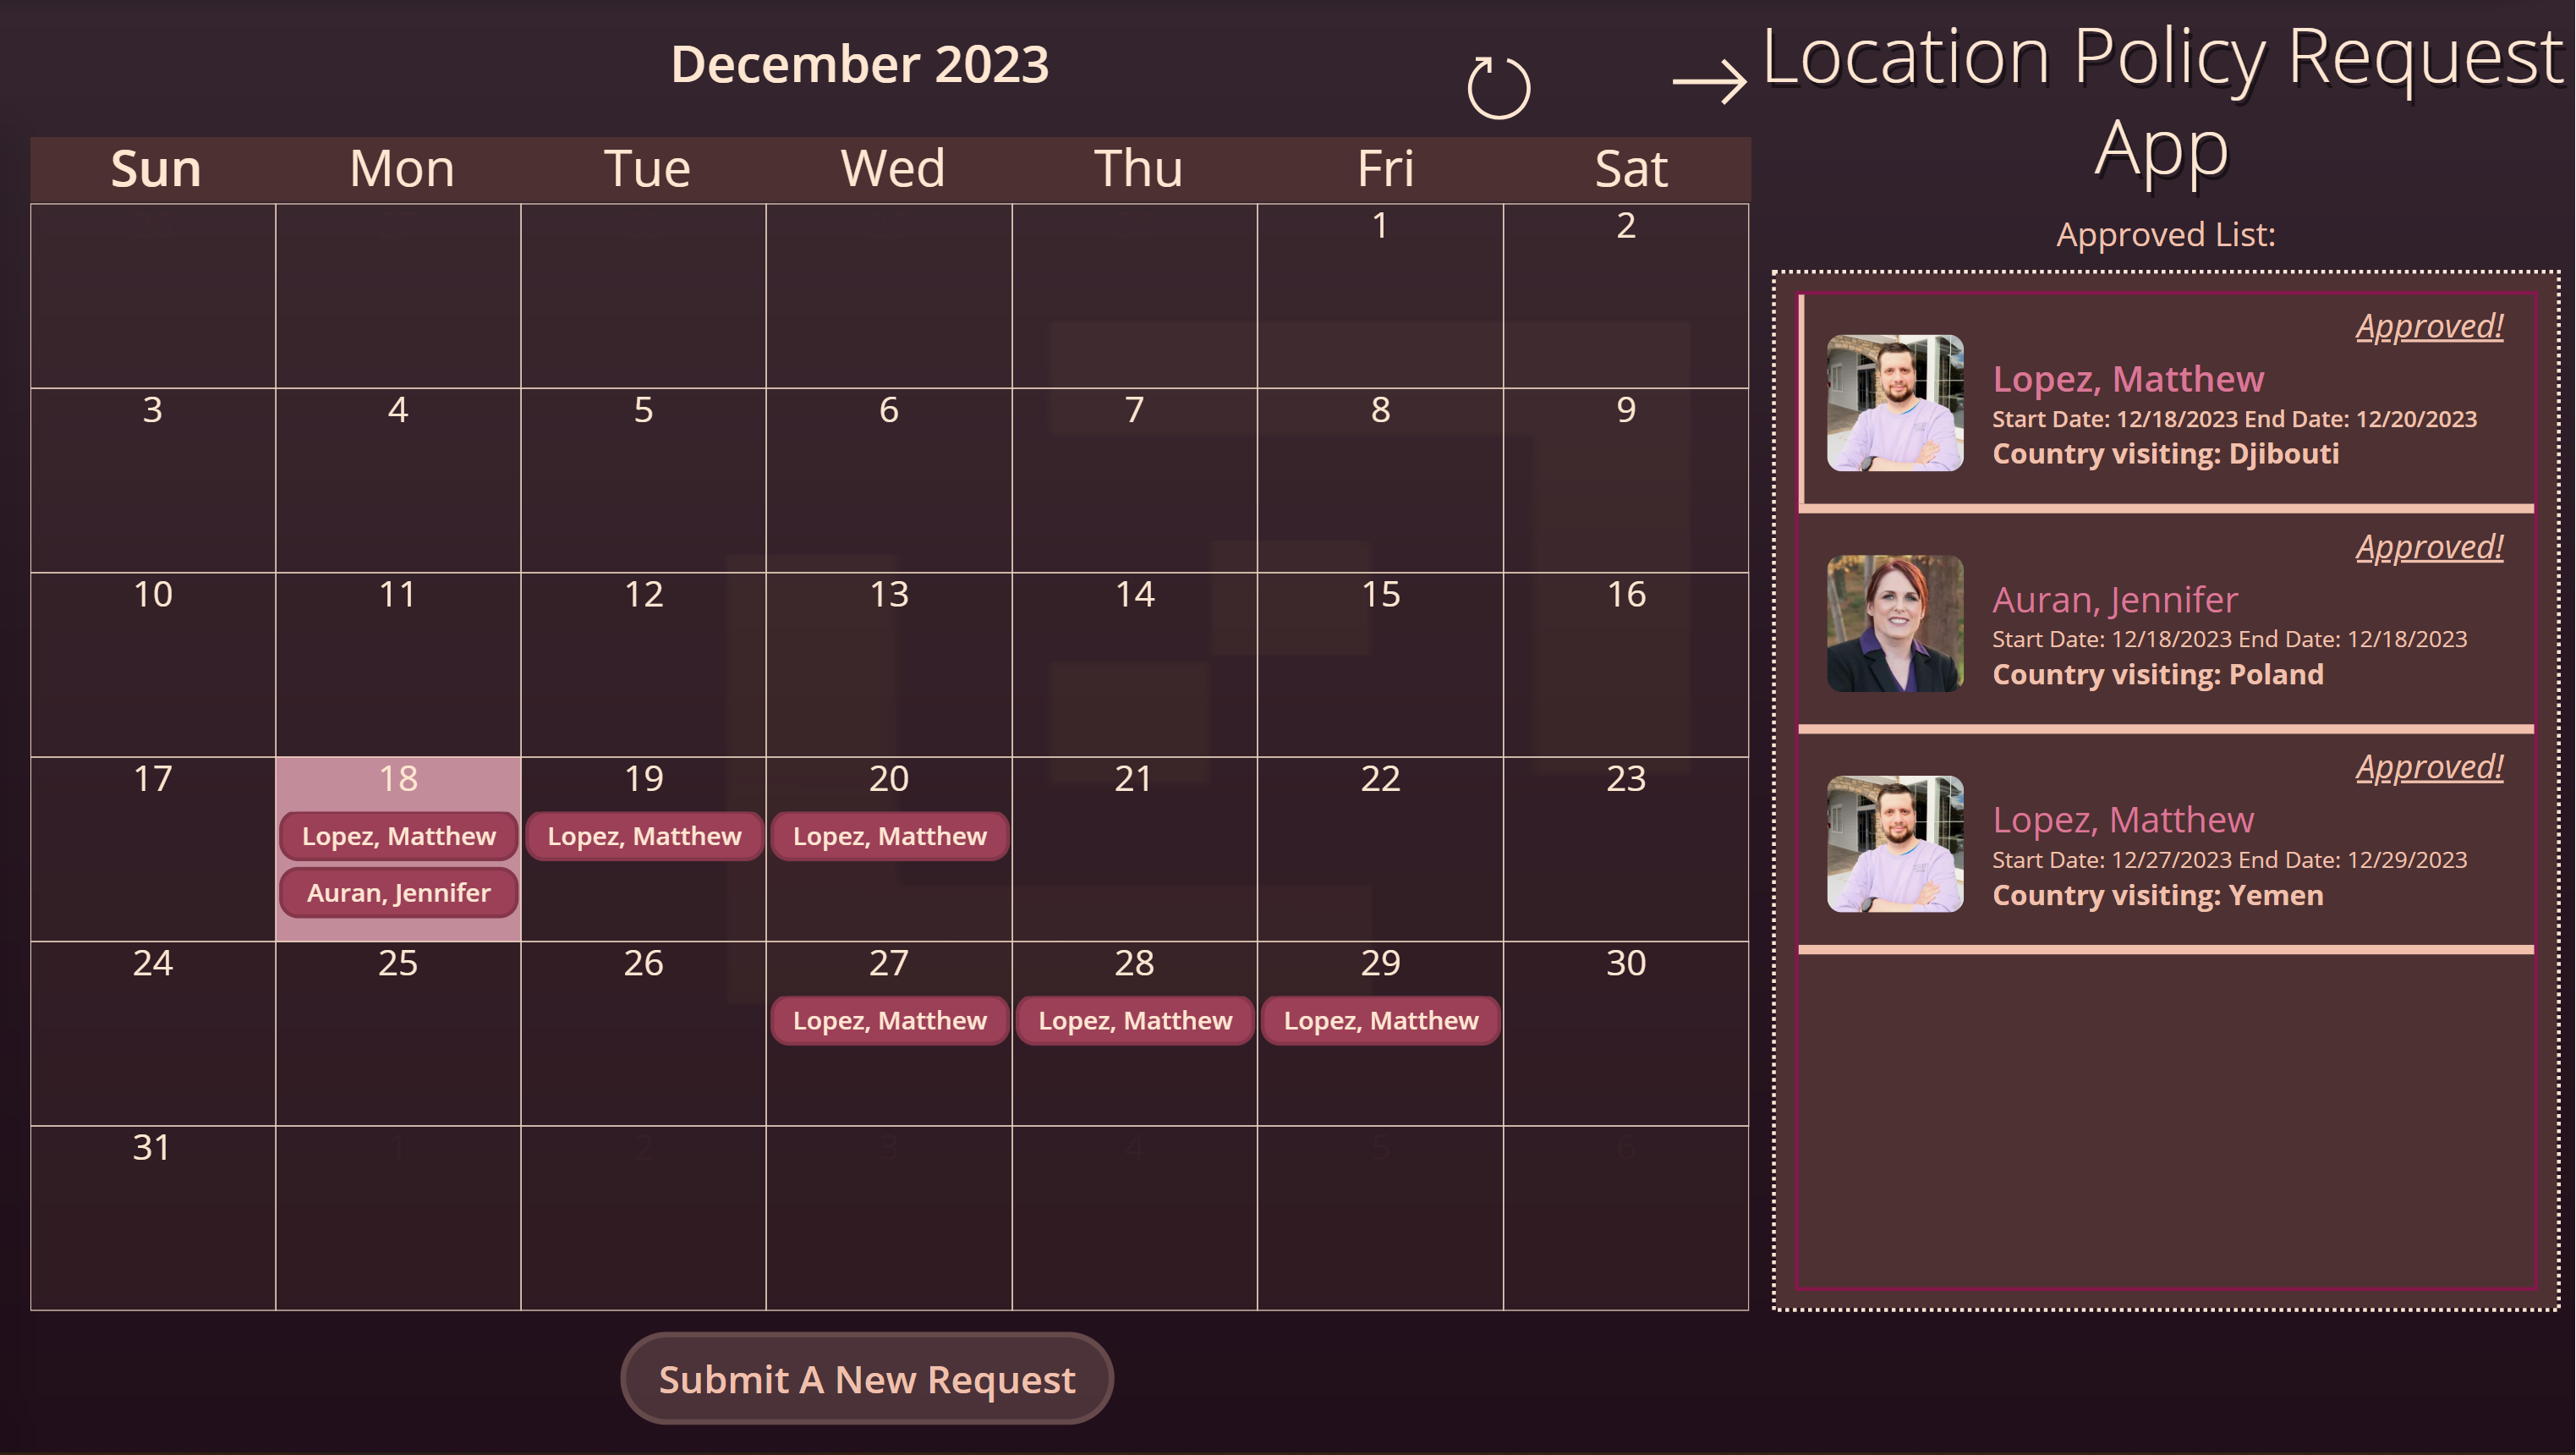 December 2023
Location Policy Request
App
Sun Mon Tue Wed Thu Fri Sat
1 2
3 4 5 6 7 8 9
10 11 12 13 14 15 16
17 18 19 20 21 22 23
Lopez, Matthew Lopez, Matthew Lopez, Matthew
Auran, Jennifer
24 25 26 27 28 29 30
Lopez, Matthew Lopez, Matthew Lopez, Matthew
31 1 2 3 4 5 6
Submit A New Request
Approved List:
Approved!
Lopez, Matthew
Start Date: 12/18/2023 End Date: 12/20/2023
Country visiting: Djibouti
Approved!
Auran, Jennifer
Start Date: 12/18/2023 End Date: 12/18/2023
Country visiting: Poland
Approved!
Lopez, Matthew
Start Date: 12/27/2023 End Date: 12/29/2023
Country visiting: Yemen